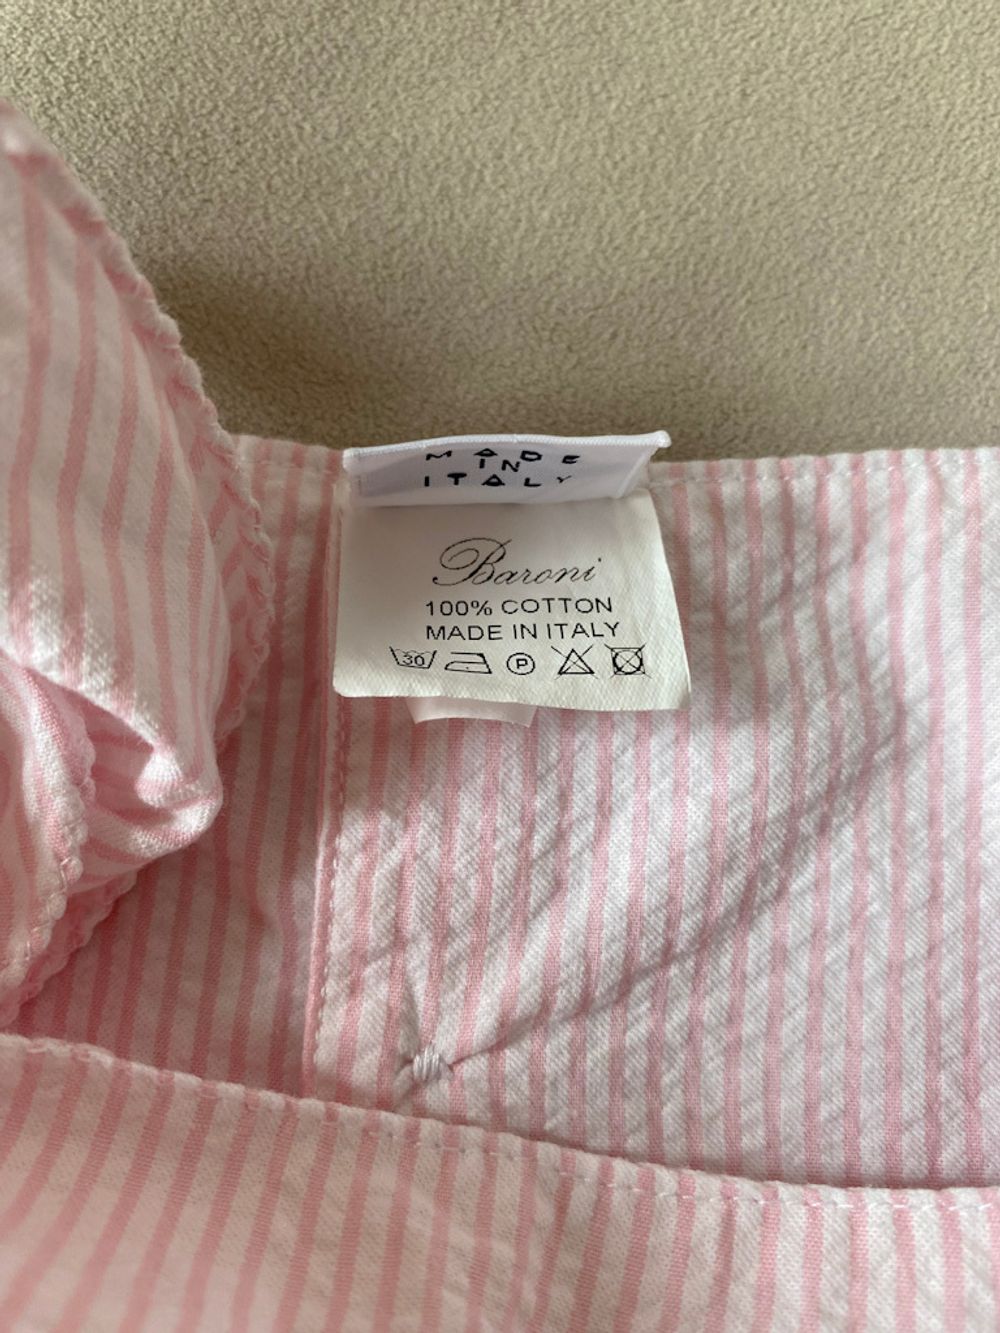 MADE
IN
ITALY
Baroni
100% COTTON
MADE IN ITALY
30 P